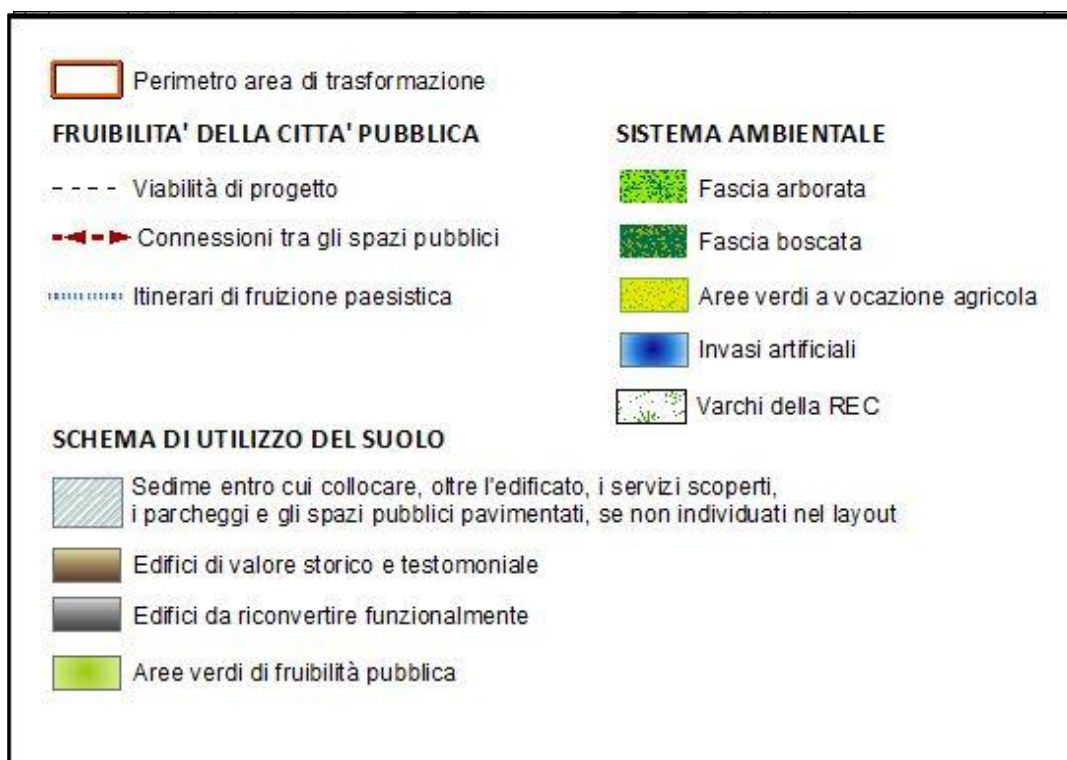 Perimetro area di trasformazione
FRUIBILITA' DELLA CITTA' PUBBLICA
Viabilità di progetto
Connessioni tra gli spazi pubblici
Itinerari di fruizione paesistica
SISTEMA AMBIENTALE
Fascia arborata
Fascia boscata
Aree verdi a vocazione agricola
Invasi artificiali
Varchi della REC
SCHEMA DI UTILIZZO DEL SUOLO
Sedime entro cui collocare, oltre l'edificato, i servizi scoperti,
i parcheggi e gli spazi pubblici pavimentati, se non individuati nel layout
Edifici di valore storico e testomoniale
Edifici da riconvertire funzionalmente
Aree verdi di fruibilità pubblica